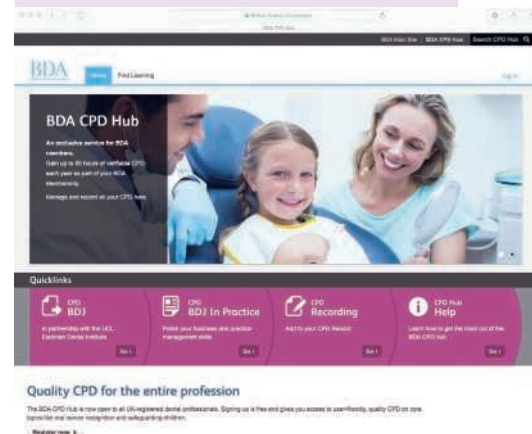 BDA Main Site BDA CPD Hub Search CPD Hub
BDA
Home Find Learning
Log in
BDA CPD Hub
An exclusive service for BDA
members.
Gain up to 60 hours of verifiable CPD
each year as part of your BDA
Membership.
Manage and record all your CPD here
Quicklinks
CPD
BDJ
In partnership with the UCL
Eastman Dental Institute
Go
CPD
BDJ In Practice
Polish your business and practice
management skills
Go
CPD
Recording
Add to your CPD Record
Go
CPD Hub
Help
Learn how to get the most out of the
BDA CPD hub
Go
Quality CPD for the entire profession
The BDA CPD Hub is now open to all UK-registered dental professionals. Signing up is free and gives you access to user-friendly, quality CPD on core
topics like oral cancer recognition and safeguarding children.
Register now